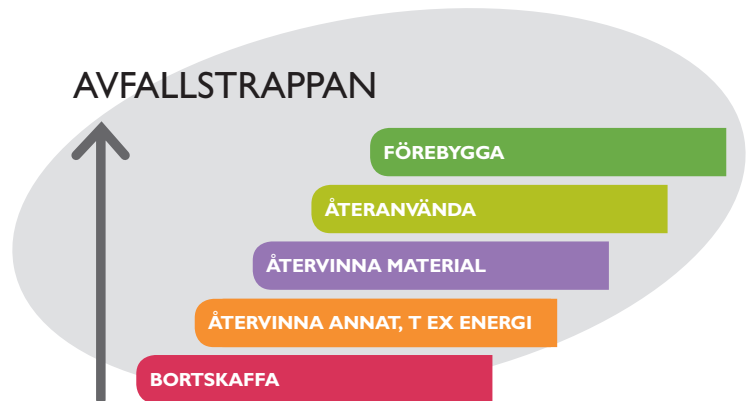 AVFALLSTRAPPAN
FÖREBYGGA
ÅTERANVÄNDA
ÅTERVINNA MATERIAL
ÅTERVINNA ANNAT, T EX ENERGI
BORTSKAFFA